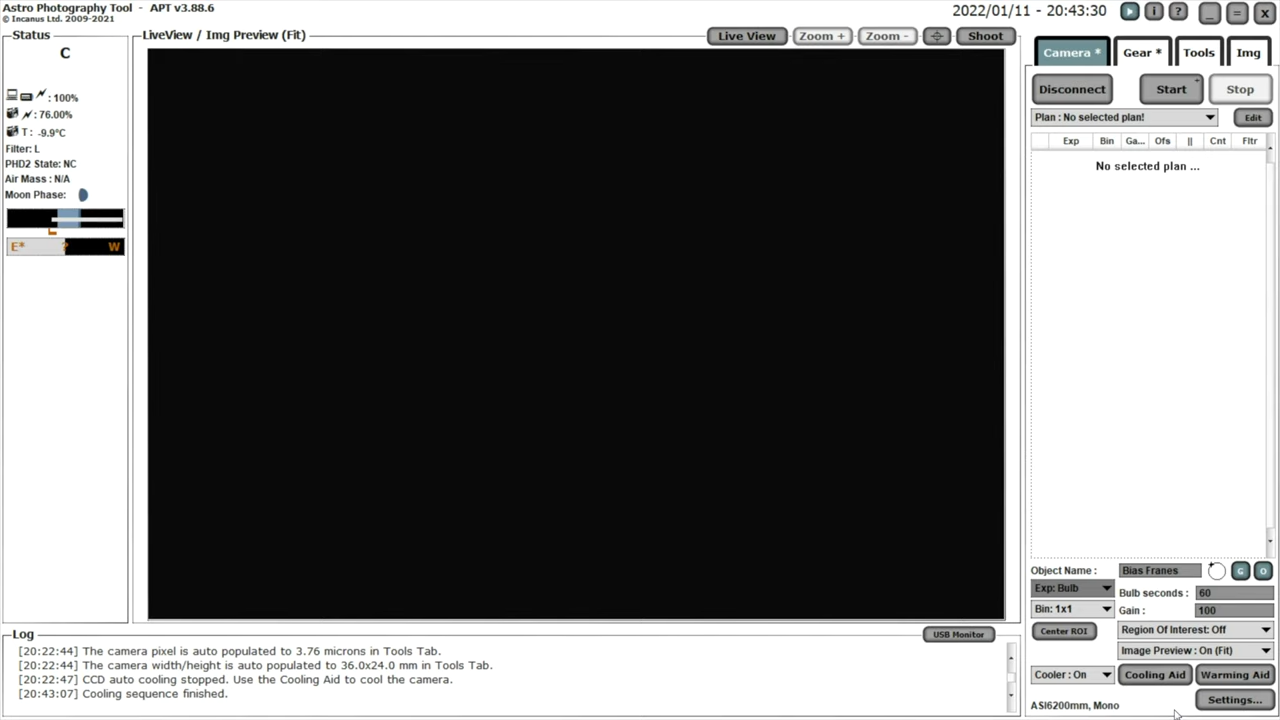 Astro Photography Tool - APT v3.88.6
© Incanus Ltd. 2009-2021
2022/01/11 - 20:43:30
i
?
_
=
X
Status
C
: 100%
: 76.00%
T: -9.9°C
Filter: L
PHD2 State: NC
Air Mass : N/A
Moon Phase:
E* ? W
LiveView / Img Preview (Fit)
Live View
Zoom +
Zoom -
Shoot
Camera *
Gear *
Tools
Img
Disconnect
Start
Stop
Plan : No selected plan!
Edit
Exp Bin Ga... Ofs || Cnt Fltr
No selected plan ...
Object Name : Bias Franes
G
O
Exp: Bulb
Bulb seconds : 60
Bin: 1x1
Gain : 100
Center ROI
Region Of Interest: Off
Image Preview : On (Fit)
Cooler : On
Cooling Aid
Warming Aid
ASI6200mm, Mono
Settings...
Log
USB Monitor
[20:22:44] The camera pixel is auto populated to 3.76 microns in Tools Tab.
[20:22:44] The camera width/height is auto populated to 36.0x24.0 mm in Tools Tab.
[20:22:47] CCD auto cooling stopped. Use the Cooling Aid to cool the camera.
[20:43:07] Cooling sequence finished.